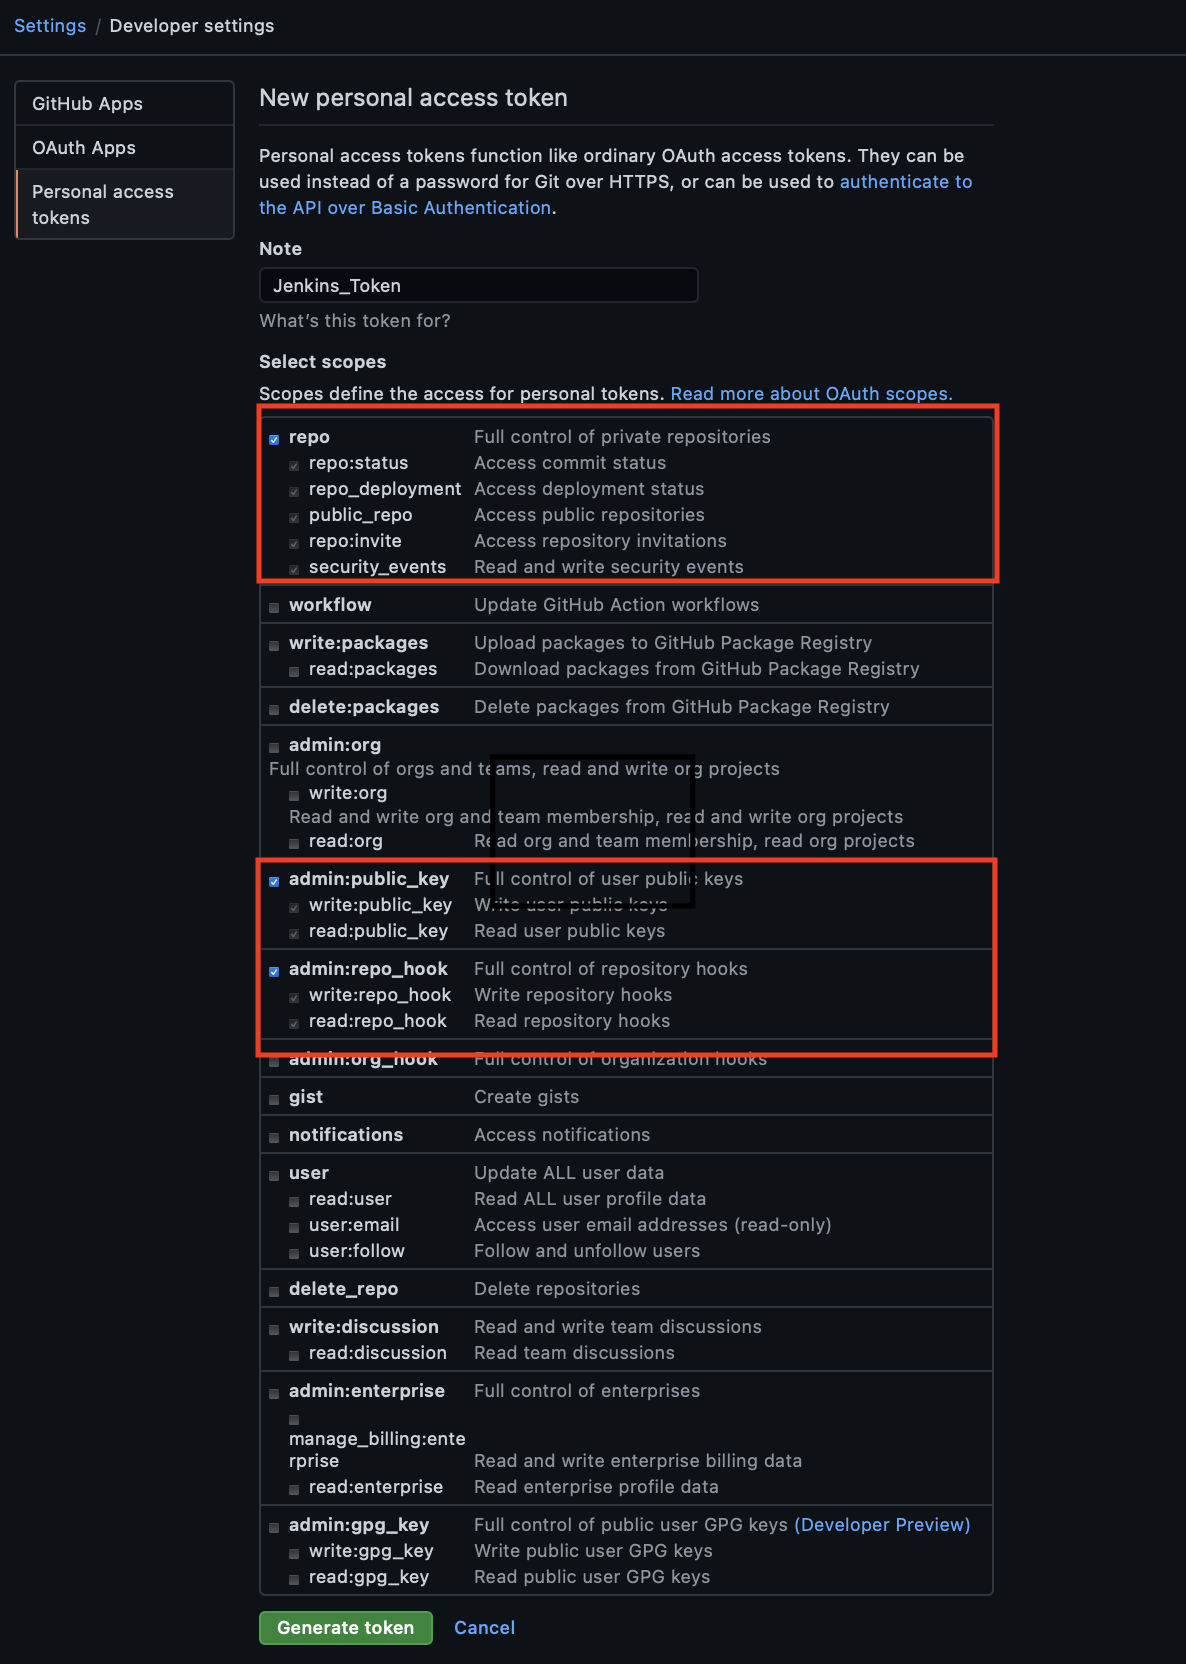 Settings / Developer settings
GitHub Apps
OAuth Apps
Personal access
tokens
New personal access token
Personal access tokens function like ordinary OAuth access tokens. They can be
used instead of a password for Git over HTTPS, or can be used to authenticate to
the API over Basic Authentication.
Note
Jenkins_Token
What's this token for?
Select scopes
Scopes define the access for personal tokens. Read more about OAuth scopes.
repo Full control of private repositories
repo:status Access commit status
repo_deployment Access deployment status
public_repo Access public repositories
repo:invite Access repository invitations
security_events Read and write security events
workflow Update GitHub Action workflows
write:packages Upload packages to GitHub Package Registry
read:packages Download packages from GitHub Package Registry
delete:packages Delete packages from GitHub Package Registry
admin:org
Full control of orgs and teams, read and write org projects
write:org
Read and write org and team membership, read and write org projects
read:org Read org and team membership, read org projects
admin:public_key Full control of user public keys
write:public_key Write user public keys
read:public_key Read user public keys
admin:repo_hook Full control of repository hooks
write:repo_hook Write repository hooks
read:repo_hook Read repository hooks
admin:org_hook Full control of organization hooks
gist Create gists
notifications Access notifications
user Update ALL user data
read:user Read ALL user profile data
user:email Access user email addresses (read-only)
user:follow Follow and unfollow users
delete_repo Delete repositories
write:discussion Read and write team discussions
read:discussion Read team discussions
admin:enterprise Full control of enterprises
manage_billing:ente
rprise Read and write enterprise billing data
read:enterprise Read enterprise profile data
admin:gpg_key Full control of public user GPG keys (Developer Preview)
write:gpg_key Write public user GPG keys
read:gpg_key Read public user GPG keys
Generate token Cancel